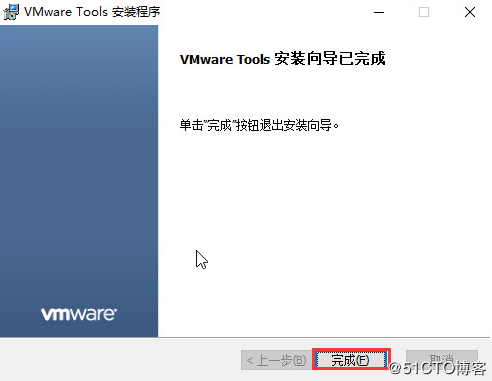 VMware Tools 安装程序
VMware Tools 安装向导已完成
单击"完成"按钮退出安装向导。
vmware
< 上一步(B)
完成(F)
取消
@51CTO博客